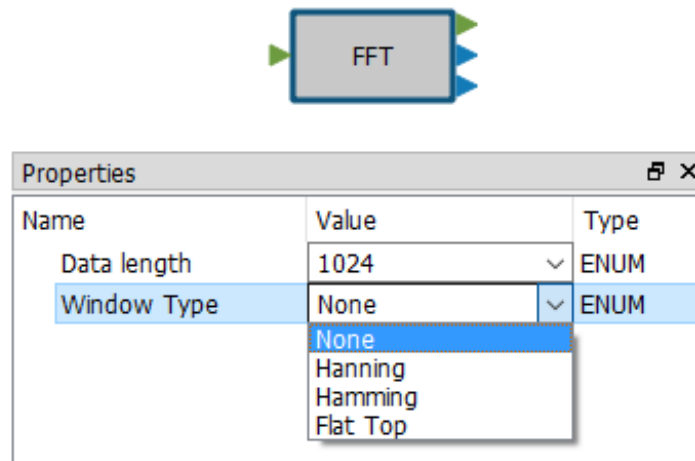 FFT
Properties
Name Value Type
Data length 1024 ENUM
Window Type None ENUM
None
Hanning
Hamming
Flat Top